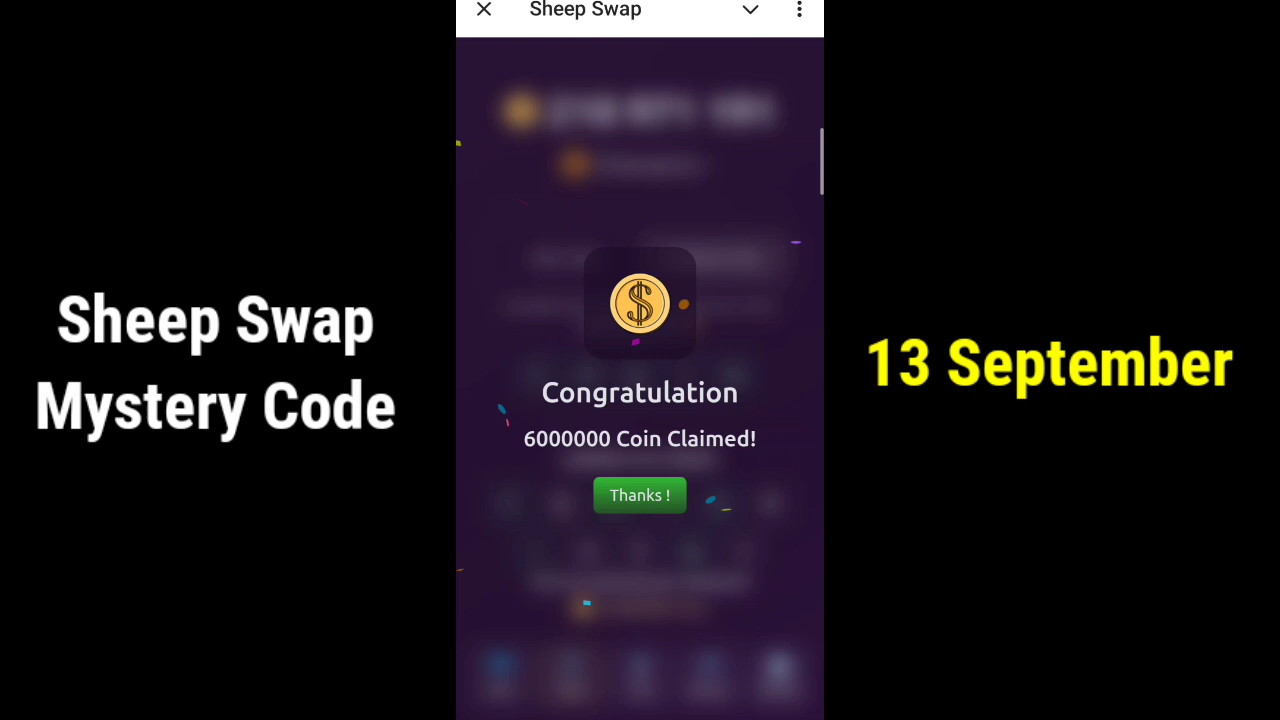 Sheep Swap
Sheep Swap
Mystery Code
13 September
Congratulation
6000000 Coin Claimed!
Thanks !